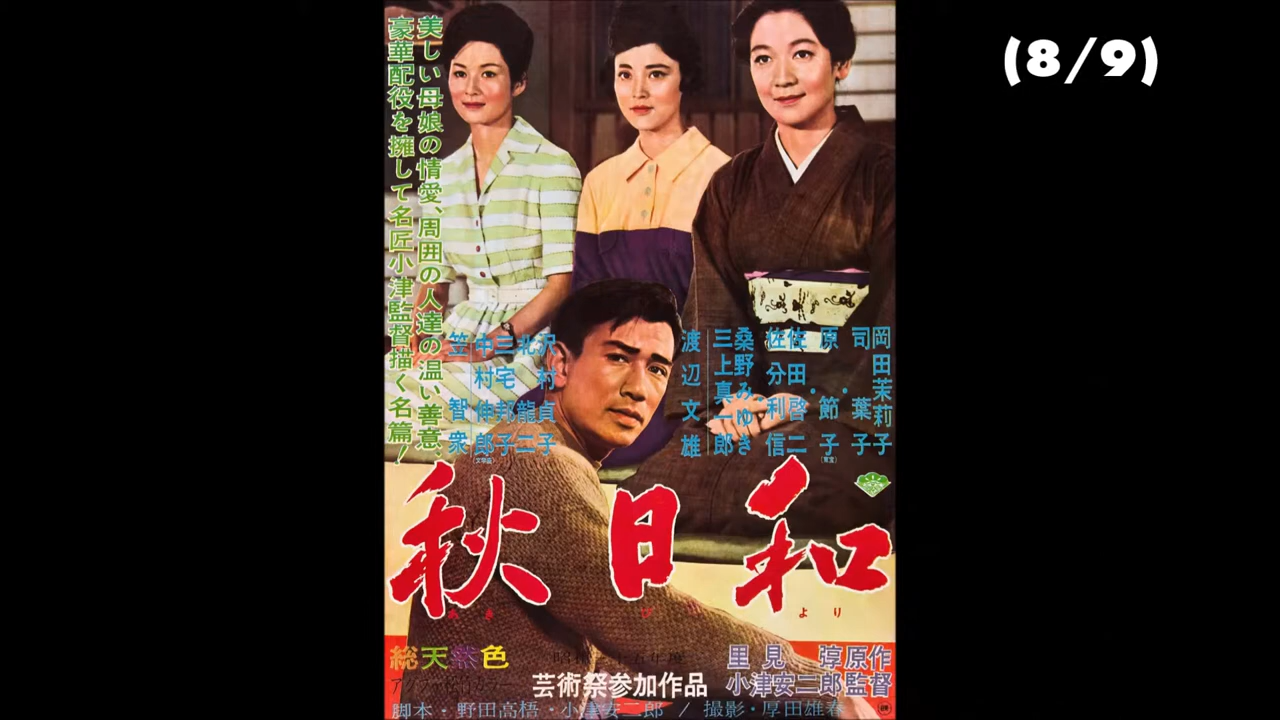 (8/9)
美しい母娘の情愛、周囲の人達の温い善意、
豪華配役を擁して名匠小津監督描く名篇!
岡田茉莉子
司 葉子
原 節子
(東宝)
佐田啓二
佐分利信
桑野みゆき
三上真一郎
渡辺文雄
沢村貞子
北龍二
三宅邦子
中村伸郎
(文学座)
笠智衆
秋日和
総天然色
芸術祭参加作品
里見 弴原作
小津安二郎監督
脚本・野田高梧・小津安二郎 / 撮影・厚田雄春